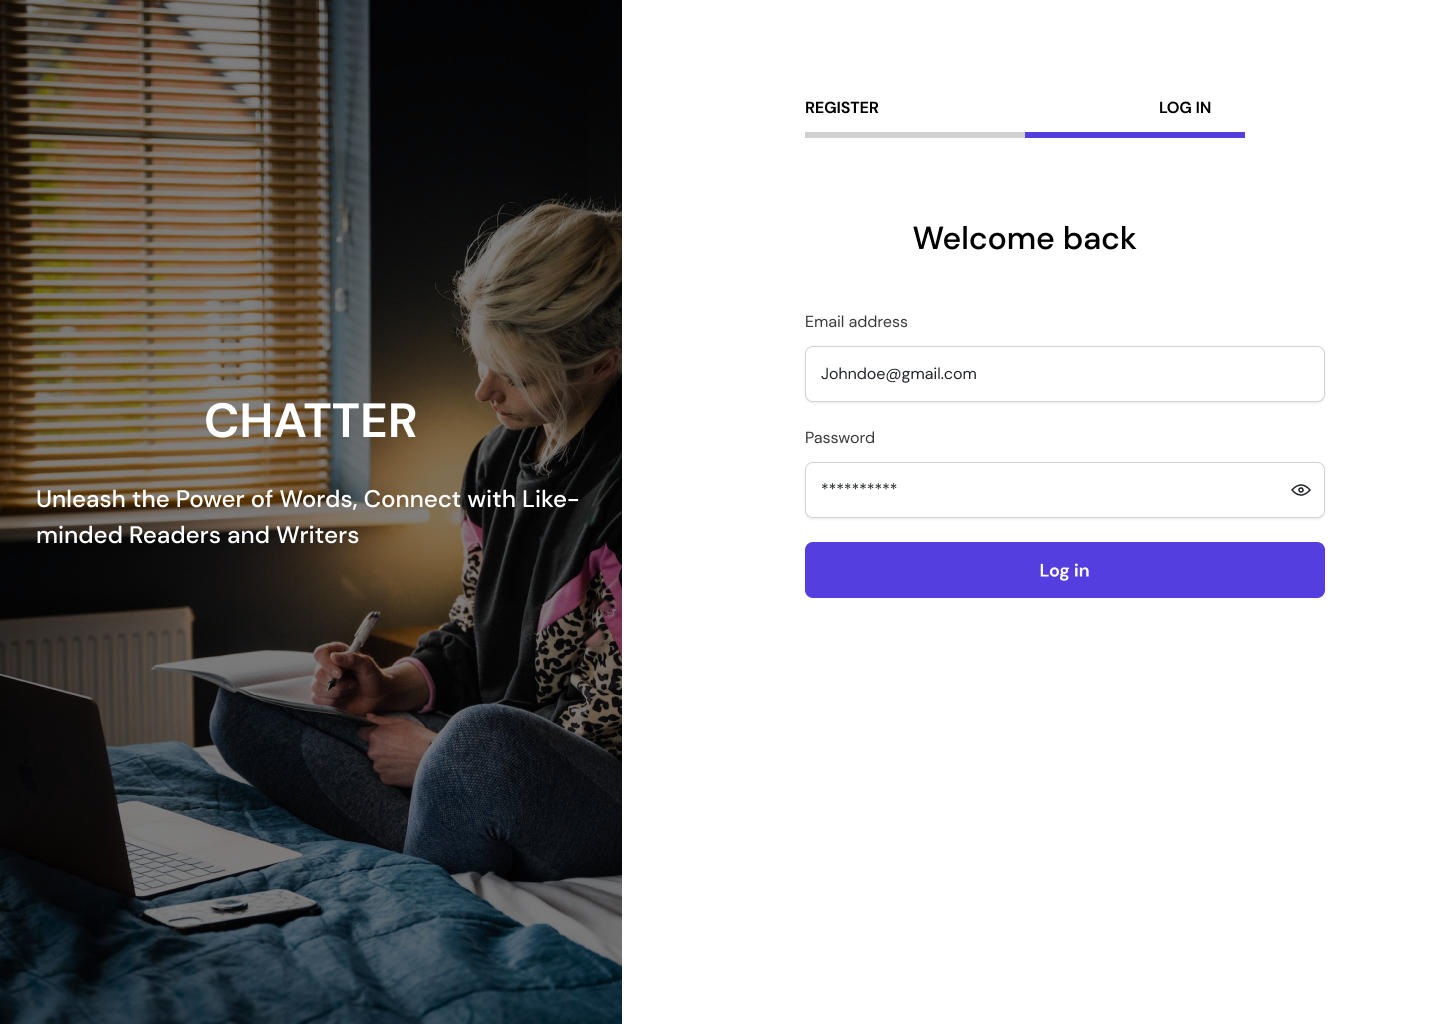 CHATTER
Unleash the Power of Words, Connect with Like-
minded Readers and Writers
REGISTER
LOG IN
Welcome back
Email address
Johndoe@gmail.com
Password
**********
Log in